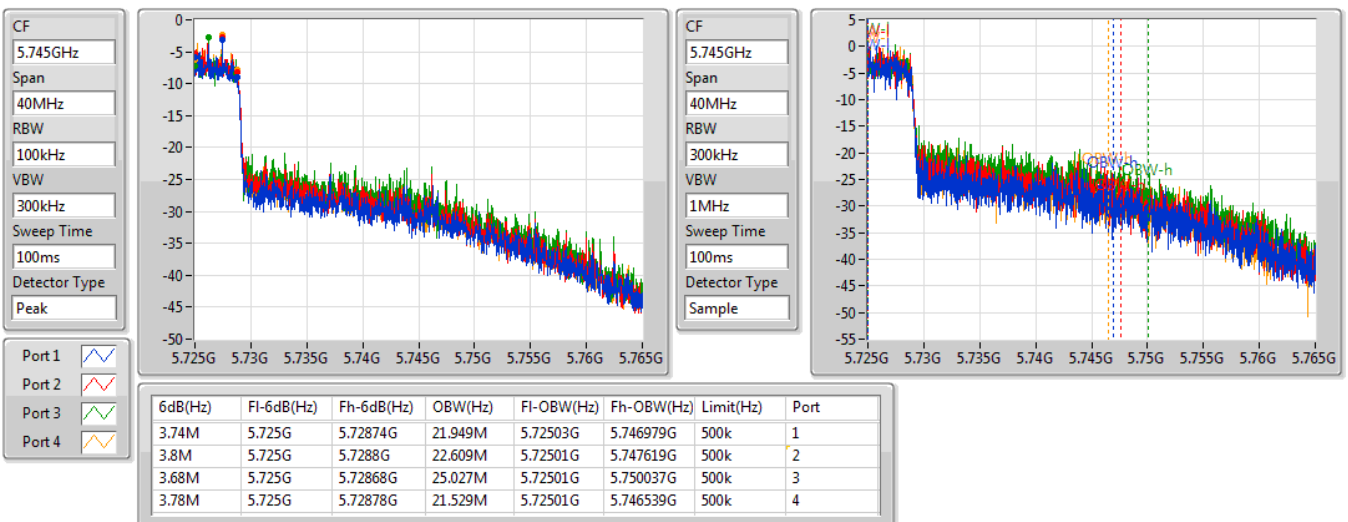 CF
5.745GHz
Span
40MHz
RBW
100kHz
VBW
300kHz
Sweep Time
100ms
Detector Type
Peak
0
-5
-10
-15
-20
-25
-30
-35
-40
-45
-50
5.725G 5.73G 5.735G 5.74G 5.745G 5.75G 5.755G 5.76G 5.765G
CF
5.745GHz
Span
40MHz
RBW
300kHz
VBW
1MHz
Sweep Time
100ms
Detector Type
Sample
5
0
-5
-10
-15
-20
-25
-30
-35
-40
-45
-50
-55
OBW-h
OBW-h
5.725G 5.73G 5.735G 5.74G 5.745G 5.75G 5.755G 5.76G 5.765G
Port 1
Port 2
Port 3
Port 4
6dB(Hz) Fl-6dB(Hz) Fh-6dB(Hz) OBW(Hz) Fl-OBW(Hz) Fh-OBW(Hz) Limit(Hz) Port
3.74M 5.725G 5.72874G 21.949M 5.72503G 5.746979G 500k 1
3.8M 5.725G 5.7288G 22.609M 5.72501G 5.747619G 500k 2
3.68M 5.725G 5.72868G 25.027M 5.72501G 5.750037G 500k 3
3.78M 5.725G 5.72878G 21.529M 5.72501G 5.746539G 500k 4